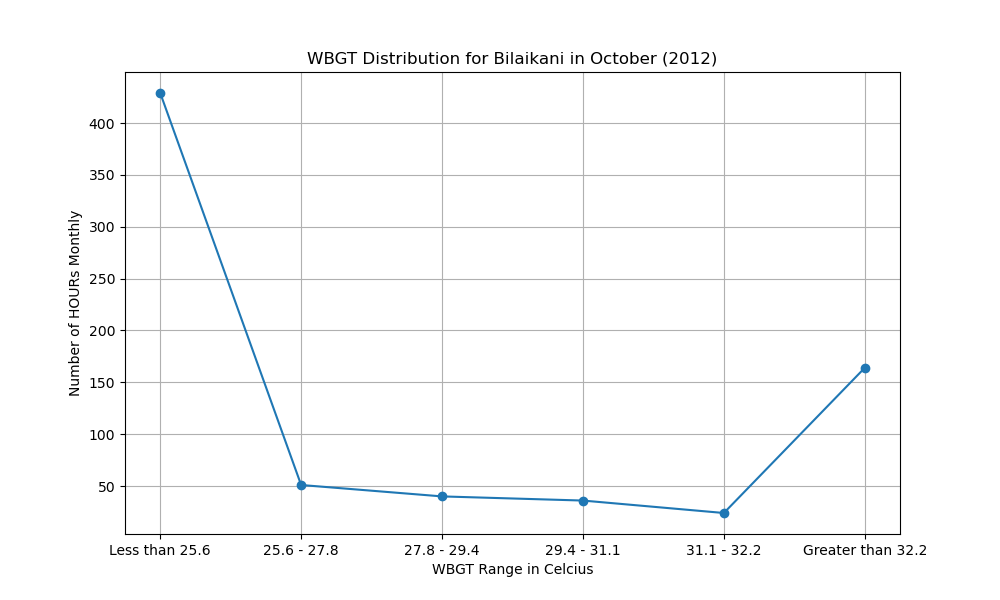 WBGT Distribution for Bilaikani in October (2012)
Number of HOURs Monthly
400
350
300
250
200
150
100
50
Less than 25.6 25.6 - 27.8 27.8 - 29.4 29.4 - 31.1 31.1 - 32.2 Greater than 32.2
WBGT Range in Celcius